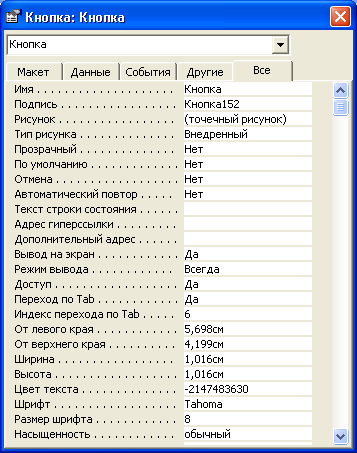 Кнопка: Кнопка
Кнопка
Макет Данные События Другие Все
Имя . . . . . . . . . . . . . . . . . . . . . Кнопка
Подпись . . . . . . . . . . . . . . . . . . Кнопка152
Рисунок . . . . . . . . . . . . . . . . . . (точечный рисунок)
Тип рисунка . . . . . . . . . . . . . . . Внедренный
Прозрачный . . . . . . . . . . . . . . . Нет
По умолчанию . . . . . . . . . . . . . Нет
Отмена . . . . . . . . . . . . . . . . . . . Нет
Автоматический повтор . . . . . . Нет
Текст строки состояния . . . . . .
Адрес гиперссылки . . . . . . . . . .
Дополнительный адрес . . . . . . .
Вывод на экран . . . . . . . . . . . . . Да
Режим вывода . . . . . . . . . . . . . . Всегда
Доступ . . . . . . . . . . . . . . . . . . . Да
Переход по Tab . . . . . . . . . . . . . Да
Индекс перехода по Tab . . . . . . 6
От левого края . . . . . . . . . . . . . 5,698см
От верхнего края . . . . . . . . . . . 4,199см
Ширина . . . . . . . . . . . . . . . . . . . 1,016см
Высота . . . . . . . . . . . . . . . . . . . 1,016см
Цвет текста . . . . . . . . . . . . . . . . -2147483630
Шрифт . . . . . . . . . . . . . . . . . . . . Tahoma
Размер шрифта . . . . . . . . . . . . . 8
Насыщенность . . . . . . . . . . . . . . обычный